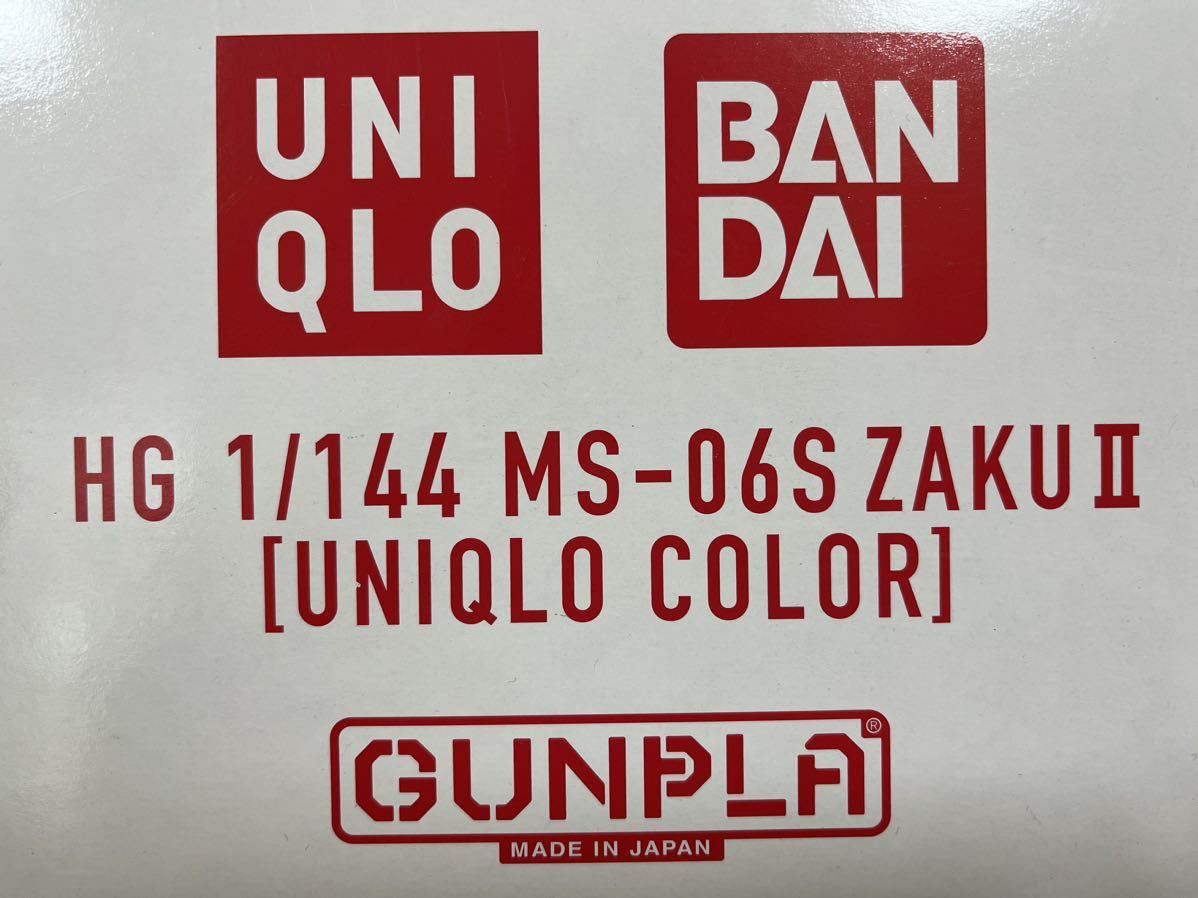 UNI
QLO
BAN
DAI
HG 1/144 MS-06S ZAKU Ⅱ
[UNIQLO COLOR]
GUNPLA®
MADE IN JAPAN